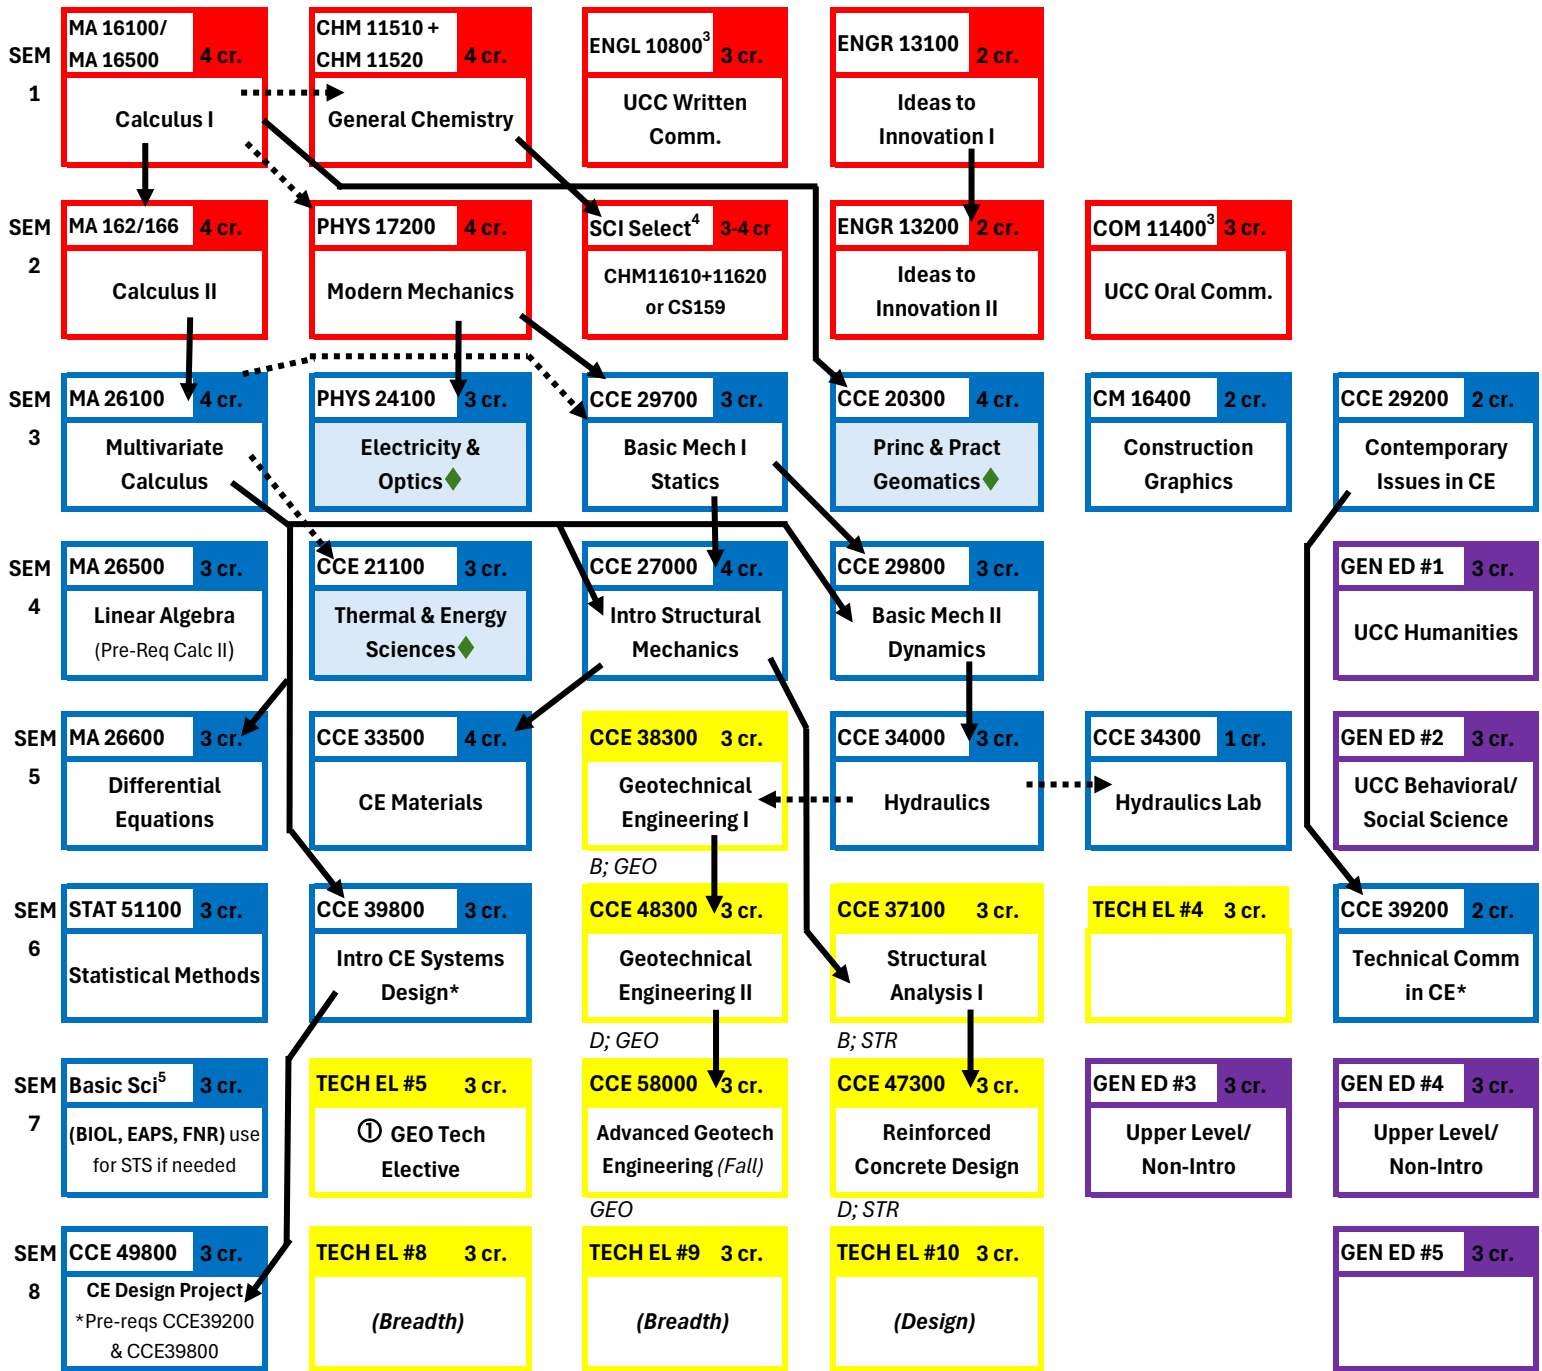 SEM
1
MA 16100/
MA 16500
4 cr.
Calculus I
CHM 11510 +
CHM 11520
4 cr.
General Chemistry
ENGL 10800³
3 cr.
UCC Written
Comm.
ENGR 13100
2 cr.
Ideas to
Innovation I
SEM
2
MA 162/166
4 cr.
Calculus II
PHYS 17200
4 cr.
Modern Mechanics
SCI Select⁴
3-4 cr
CHM11610+11620
or CS159
ENGR 13200
2 cr.
Ideas to
Innovation II
COM 11400³
3 cr.
UCC Oral Comm.
SEM
3
MA 26100
4 cr.
Multivariate
Calculus
PHYS 24100
3 cr.
Electricity &
Optics♦
CCE 29700
3 cr.
Basic Mech I
Statics
CCE 20300
4 cr.
Princ & Pract
Geomatics♦
CM 16400
2 cr.
Construction
Graphics
CCE 29200
2 cr.
Contemporary
Issues in CE
SEM
4
MA 26500
3 cr.
Linear Algebra
(Pre-Req Calc II)
CCE 21100
3 cr.
Thermal & Energy
Sciences♦
CCE 27000
4 cr.
Intro Structural
Mechanics
CCE 29800
3 cr.
Basic Mech II
Dynamics
GEN ED #1
3 cr.
UCC Humanities
SEM
5
MA 26600
3 cr.
Differential
Equations
CCE 33500
4 cr.
CE Materials
CCE 38300
3 cr.
Geotechnical
Engineering I
B; GEO
CCE 34000
3 cr.
Hydraulics
CCE 34300
1 cr.
Hydraulics Lab
GEN ED #2
3 cr.
UCC Behavioral/
Social Science
SEM
6
STAT 51100
3 cr.
Statistical Methods
CCE 39800
3 cr.
Intro CE Systems
Design*
CCE 48300
3 cr.
Geotechnical
Engineering II
D; GEO
CCE 37100
3 cr.
Structural
Analysis I
B; STR
TECH EL #4
3 cr.
CCE 39200
2 cr.
Technical Comm
in CE*
SEM
7
Basic Sci⁵
3 cr.
(BIOL, EAPS, FNR) use
for STS if needed
TECH EL #5
3 cr.
① GEO Tech
Elective
CCE 58000
3 cr.
Advanced Geotech
Engineering (Fall)
GEO
CCE 47300
3 cr.
Reinforced
Concrete Design
D; STR
GEN ED #3
3 cr.
Upper Level/
Non-Intro
GEN ED #4
3 cr.
Upper Level/
Non-Intro
SEM
8
CCE 49800
3 cr.
CE Design Project
*Pre-reqs CCE39200
& CCE39800
TECH EL #8
3 cr.
(Breadth)
TECH EL #9
3 cr.
(Breadth)
TECH EL #10
3 cr.
(Design)
GEN ED #5
3 cr.